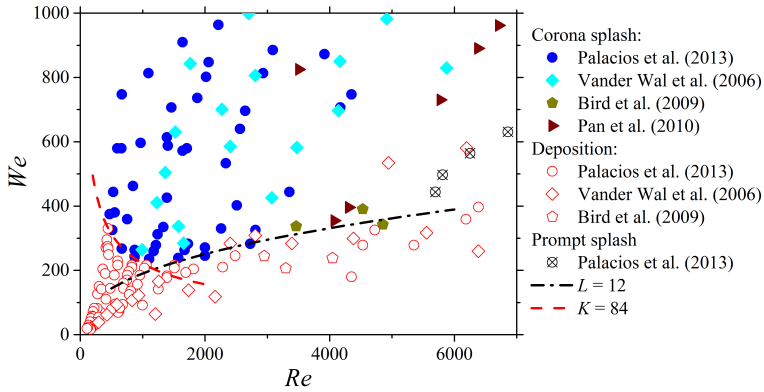 1000
800
600
400
200
0
We
0
2000
4000
6000
Re
Corona splash:
Palacios et al. (2013)
Vander Wal et al. (2006)
Bird et al. (2009)
Pan et al. (2010)
Deposition:
Palacios et al. (2013)
Vander Wal et al. (2006)
Bird et al. (2009)
Prompt splash
Palacios et al. (2013)
L = 12
K = 84